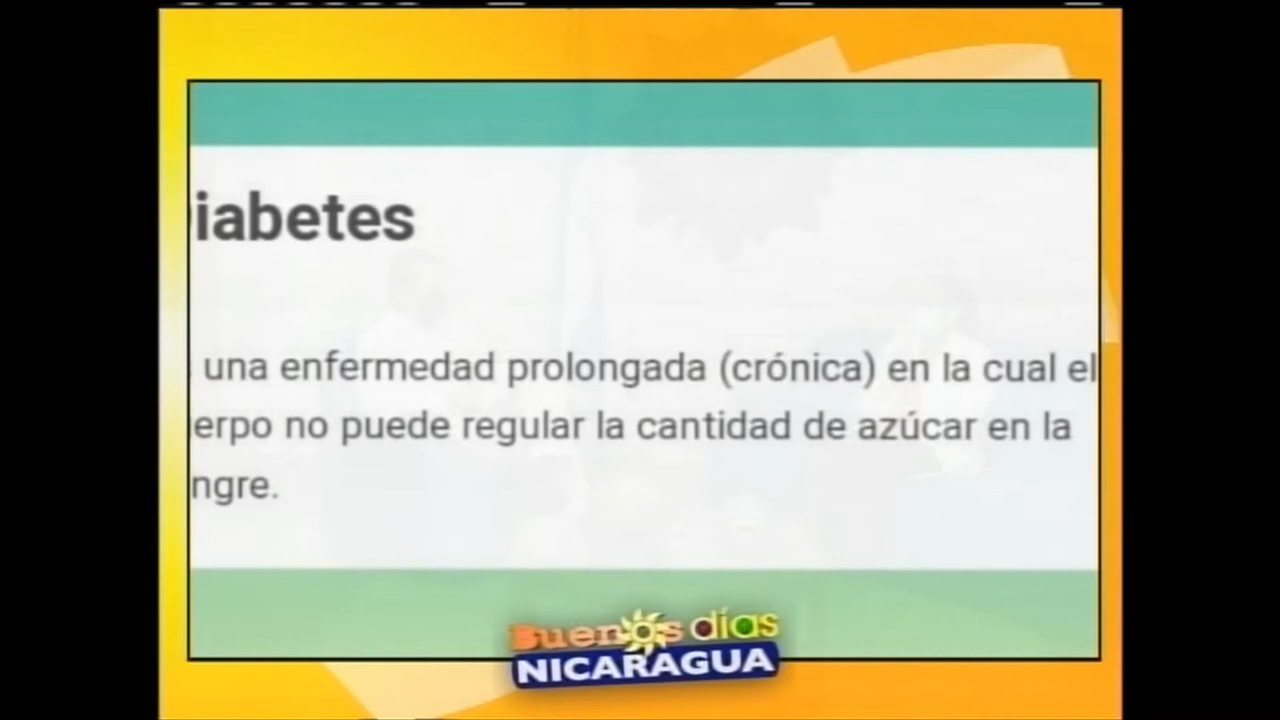 iabetes
una enfermedad prolongada (crónica) en la cual el
erpo no puede regular la cantidad de azúcar en la
ngre.
Buenos días
NICARAGUA